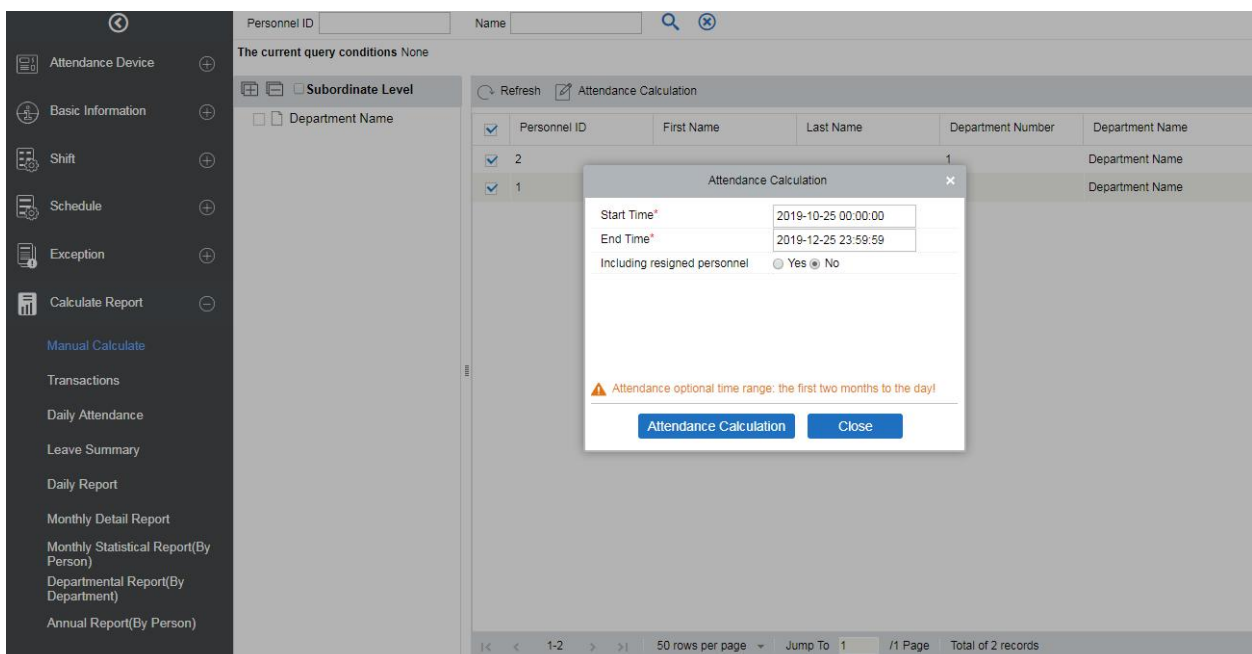 Personnel ID Name
The current query conditions None
Attendance Device
Basic Information
Shift
Schedule
Exception
Calculate Report
Manual Calculate
Transactions
Daily Attendance
Leave Summary
Daily Report
Monthly Detail Report
Monthly Statistical Report(By
Person)
Departmental Report(By
Department)
Annual Report(By Person)
Subordinate Level
Department Name
Refresh Attendance Calculation
Personnel ID First Name Last Name Department Number Department Name
2 1 Department Name
1 Department Name
Attendance Calculation
Start Time* 2019-10-25 00:00:00
End Time* 2019-12-25 23:59:59
Including resigned personnel Yes No
Attendance optional time range: the first two months to the day!
Attendance Calculation Close
1-2 50 rows per page Jump To 1 /1 Page Total of 2 records